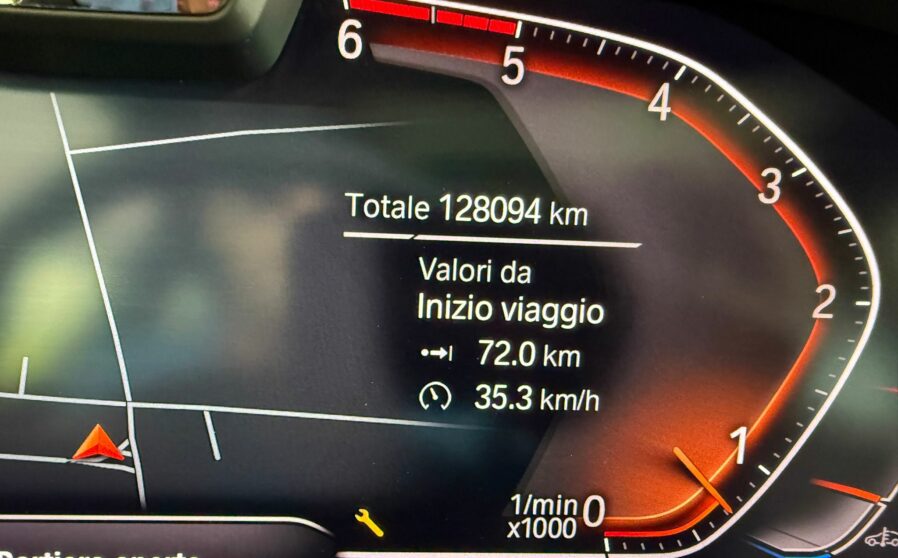 6
5
4
3
Totale 128094 km
Valori da
Inizio viaggio
2
72.0 km
35.3 km/h
1
1/min 0
x1000